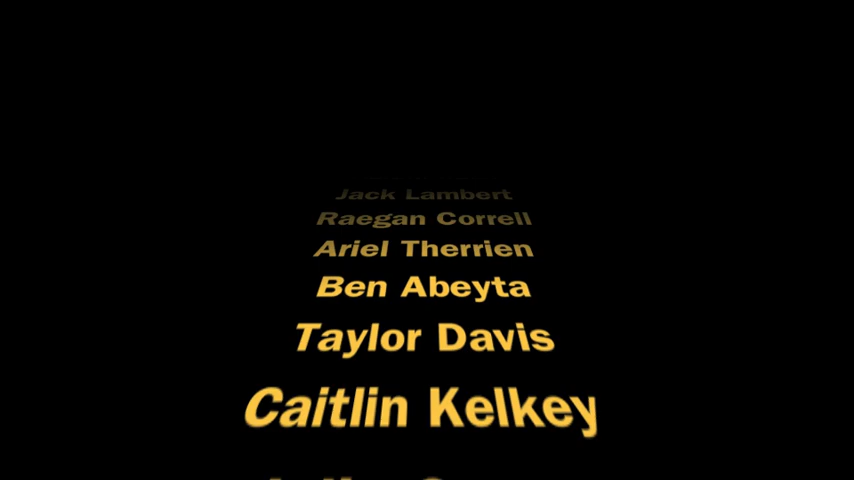 Jack Lambert
Raegan Correll
Ariel Therrien
Ben Abeyta
Taylor Davis
Caitlin Kelkey